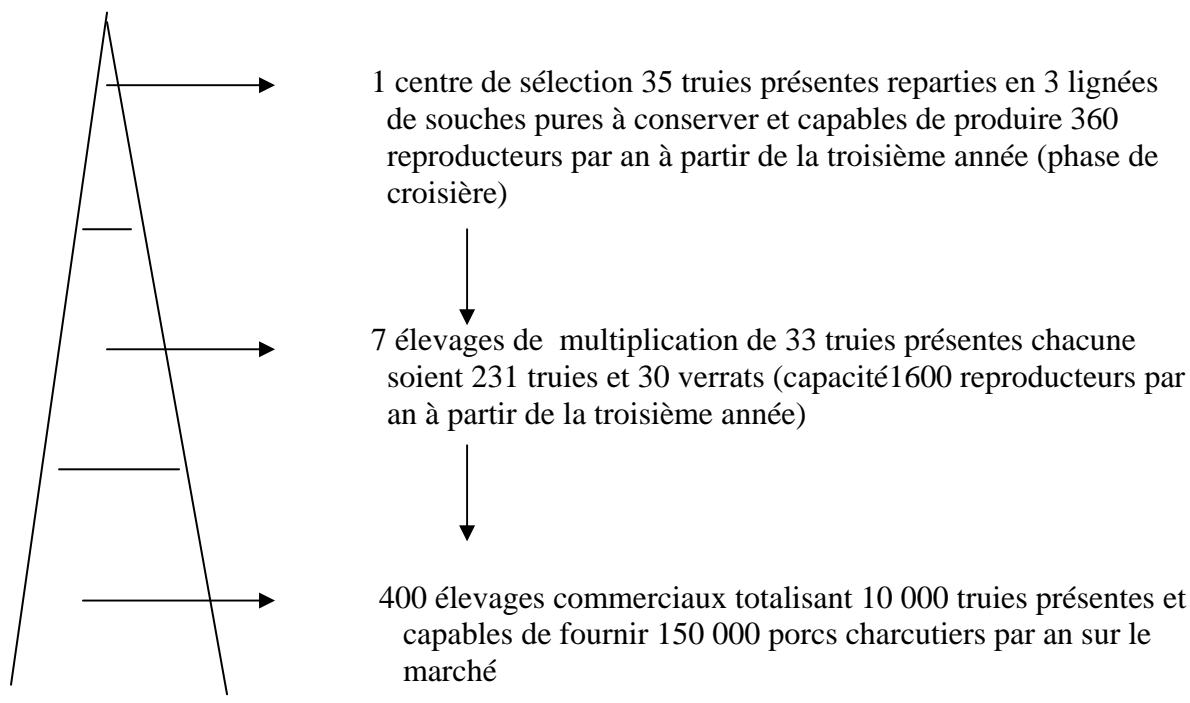 1 centre de sélection 35 truies présentes reparties en 3 lignées
de souches pures à conserver et capables de produire 360
reproducteurs par an à partir de la troisième année (phase de
croisière)
7 élevages de multiplication de 33 truies présentes chacune
soient 231 truies et 30 verrats (capacité1600 reproducteurs par
an à partir de la troisième année)
400 élevages commerciaux totalisant 10 000 truies présentes et
capables de fournir 150 000 porcs charcutiers par an sur le
marché